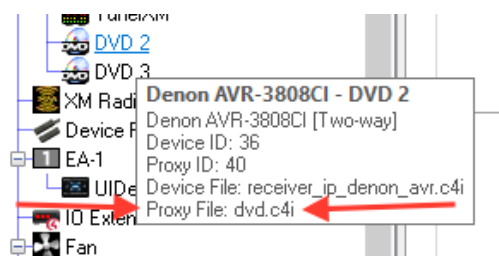 TunerXM
DVD 2
DVD 3
XM Radi
Denon AVR-3808CI - DVD 2
Denon AVR-3808CI [Two-way]
Device F
Device ID: 36
EA-1
Proxy ID: 40
UIDe
Device File: receiver_ip_denon_avr.c4i
IO Exten
Proxy File: dvd.c4i
Fan